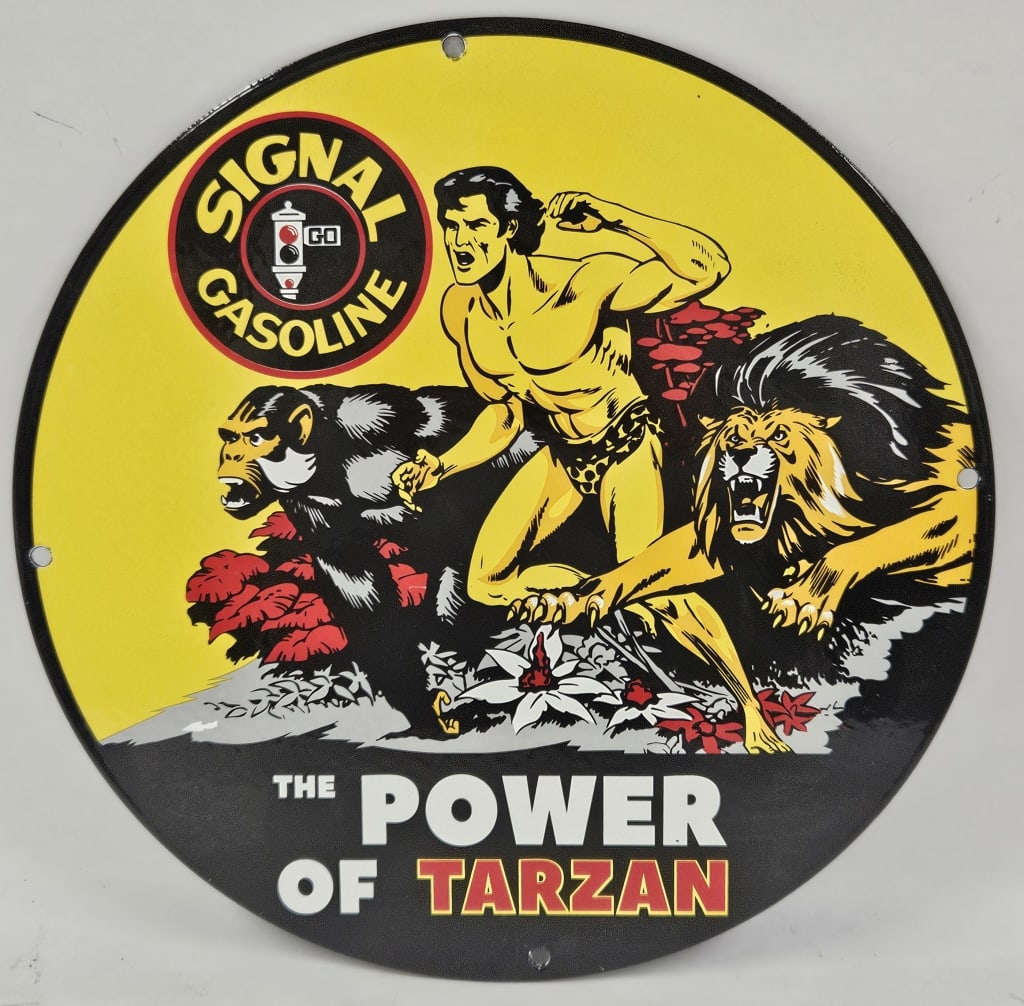 SIGNAL
GO
GASOLINE
THE POWER
OF TARZAN